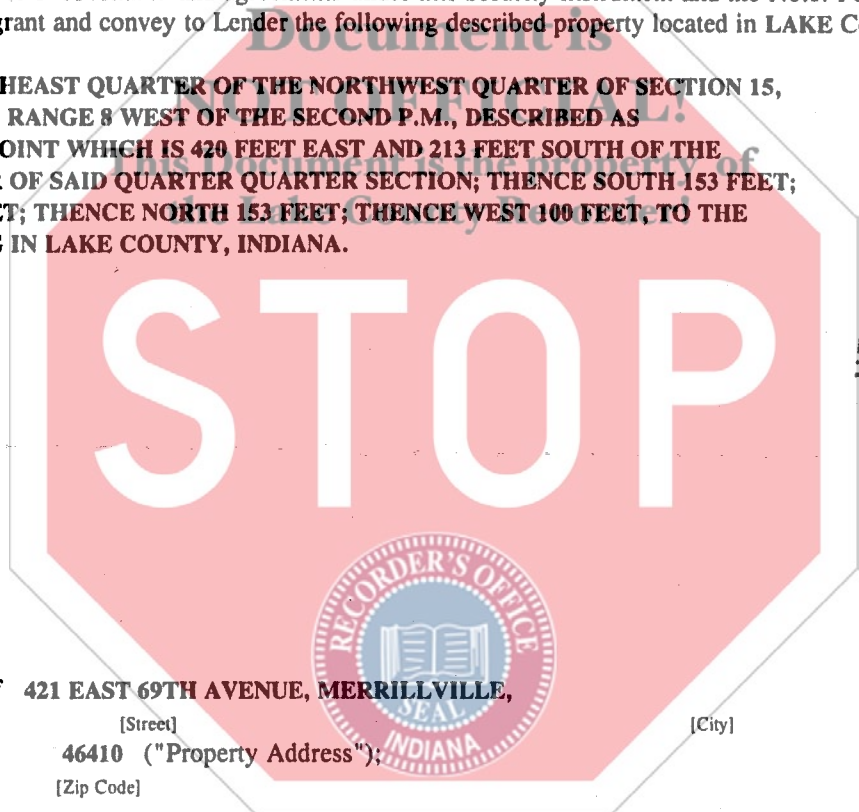 grant and convey to Lender the following described property located in LAKE
Document is
HEAST QUARTER OF THE NORTHWEST QUARTER OF SECTION 15,
NOT OFFICIAL!
RANGE 8 WEST OF THE SECOND P.M., DESCRIBED AS
OINT WHICH IS 420 FEET EAST AND 213 FEET SOUTH OF THE
This Document is the property of
OF SAID QUARTER QUARTER SECTION; THENCE SOUTH 153 FEET;
the Lake County Recorder!
ET; THENCE NORTH 153 FEET; THENCE WEST 100 FEET, TO THE
IN LAKE COUNTY, INDIANA.
STOP
RECORDER'S OFFICE
SEAL
INDIANA
421 EAST 69TH AVENUE, MERRILLVILLE,
[Street] [City]
46410 ("Property Address");
[Zip Code]